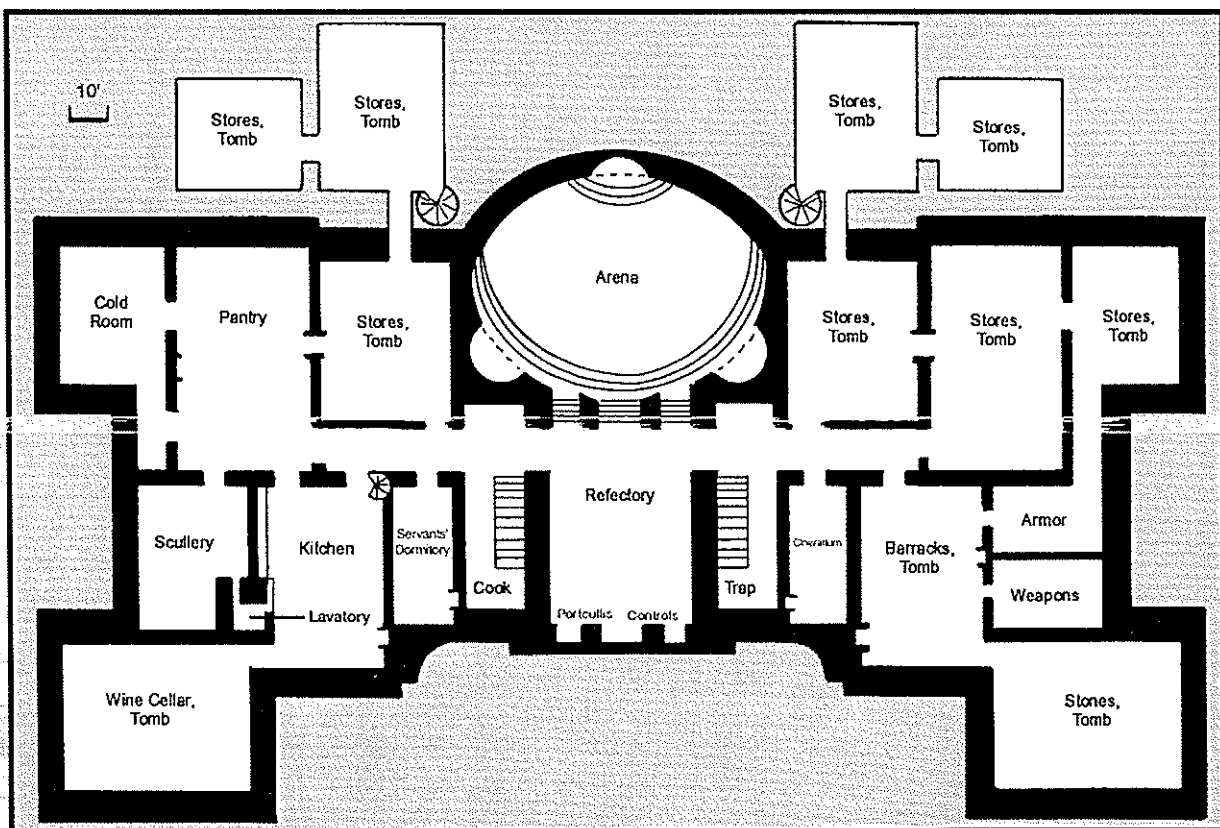 10'
Stores,
Tomb
Stores,
Tomb
Stores,
Tomb
Stores,
Tomb
Arena
Cold
Room
Pantry
Stores,
Tomb
Stores,
Tomb
Stores,
Tomb
Stores,
Tomb
Refectory
Scullery
Kitchen
Servants'
Dormitory
Cook
Trap
Barracks,
Tomb
Armor
Weapons
Lavatory
Portcullis Controls
Wine Cellar,
Tomb
Stones,
Tomb